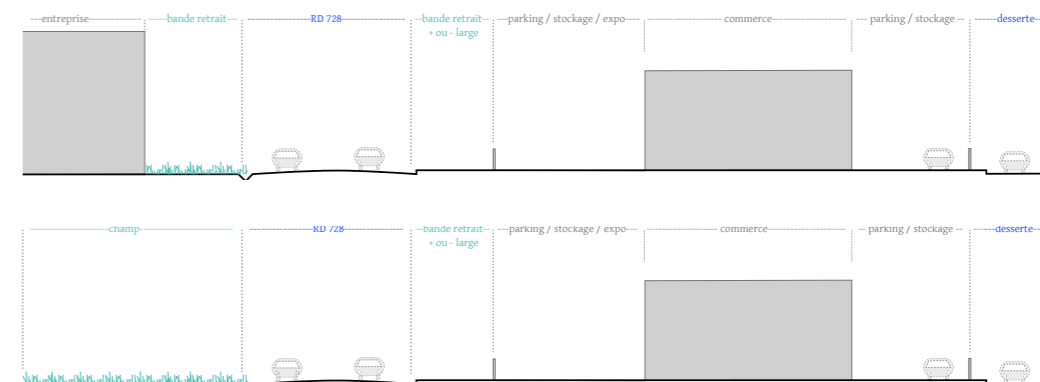 entreprise bande retrait RD 728 bande retrait parking / stockage / expo commerce parking / stockage desserte
+ ou - large
champ RD 728 bande retrait parking / stockage / expo commerce parking / stockage desserte
+ ou - large